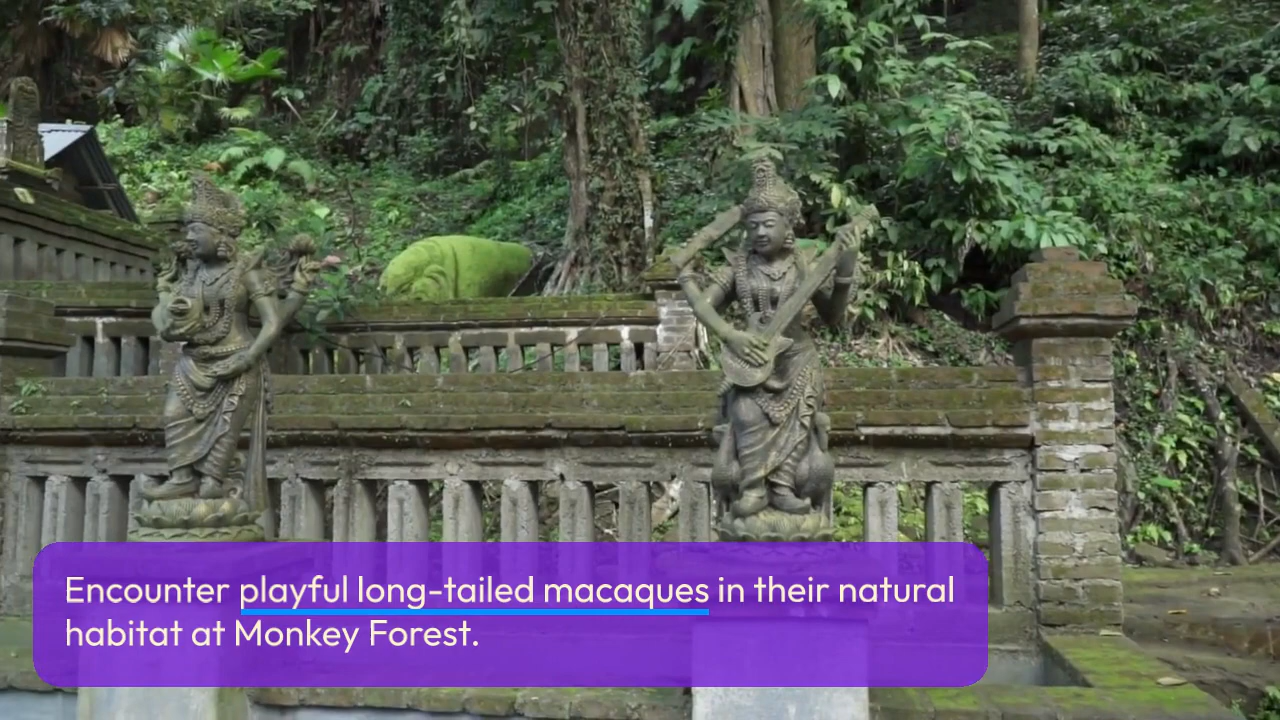 Encounter playful long-tailed macaques in their natural
habitat at Monkey Forest.